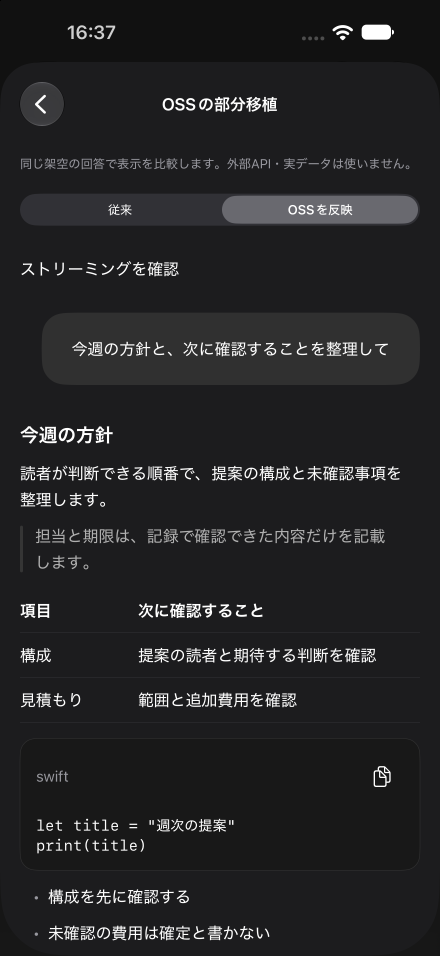 16:37
OSSの部分移植
同じ架空の回答で表示を比較します。外部API・実データは使いません。
従来
OSSを反映
ストリーミングを確認
今週の方針と、次に確認することを整理して
今週の方針
読者が判断できる順番で、提案の構成と未確認事項を
整理します。
担当と期限は、記録で確認できた内容だけを記載
します。
項目 次に確認すること
構成 提案の読者と期待する判断を確認
見積もり 範囲と追加費用を確認
swift
let title = "週次の提案"
print(title)
・ 構成を先に確認する
・ 未確認の費用は確定と書かない